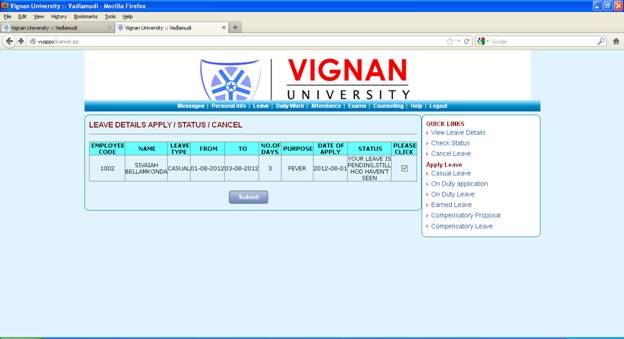 Vignan University :: Vadlamudi - Mozilla Firefox
File Edit View History Bookmarks Tools Help
Vignan University :: Vadlamudi Vignan University :: Vadlamudi
vuapps/cancel.jsp Google
VIGNAN
UNIVERSITY
Messages | Personal Info | Leave | Daily Work | Attendance | Exams | Counselling | Help | Logout
LEAVE DETAILS APPLY / STATUS / CANCEL
EMPLOYEE CODE NAME LEAVE TYPE FROM TO NO.OF DAYS PURPOSE DATE OF APPLY STATUS PLEASE CLICK
1002 SIVAIAH BELLAMKONDA CASUAL 01-08-2012 03-08-2012 3 FEVER 2012-08-01 YOUR LEAVE IS PENDING,STILL HOD HAVEN'T SEEN
Submit
QUICK LINKS
View Leave Details
Check Status
Cancel Leave
Apply Leave
Casual Leave
On Duty application
On Duty Leave
Earned Leave
Compensatory Proposal
Compensatory Leave